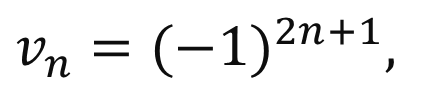 𝑣ₙ = (−1)²ⁿ⁺¹,